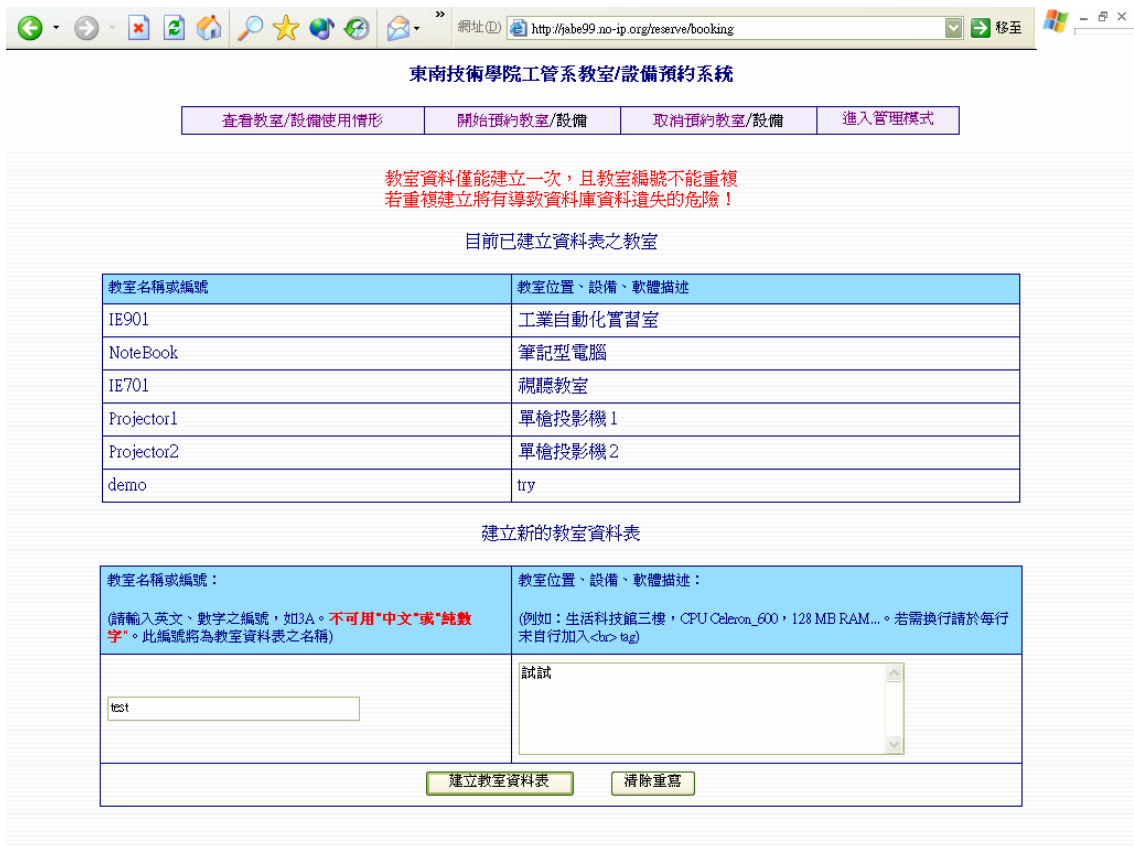 網址(D) http://jabe99.no-ip.org/reserve/booking 移至
東南技術學院工管系教室/設備預約系統
查看教室/設備使用情形 開始預約教室/設備 取消預約教室/設備 進入管理模式
教室資料僅能建立一次，且教室編號不能重複
若重複建立將有導致資料庫資料遺失的危險！
目前已建立資料表之教室
教室名稱或編號 教室位置、設備、軟體描述
IE901 工業自動化實習室
NoteBook 筆記型電腦
IE701 視聽教室
Projector1 單槍投影機1
Projector2 單槍投影機2
demo try
建立新的教室資料表
教室名稱或編號：
(請輸入英文、數字之編號，如3A。不可用"中文"或"純數
字"。此編號將為教室資料表之名稱)
教室位置、設備、軟體描述：
(例如：生活科技館三樓，CPU Celeron_600，128 MB RAM...。若需換行請於每行
末自行加入<br> tag)
test
試試
建立教室資料表 清除重寫